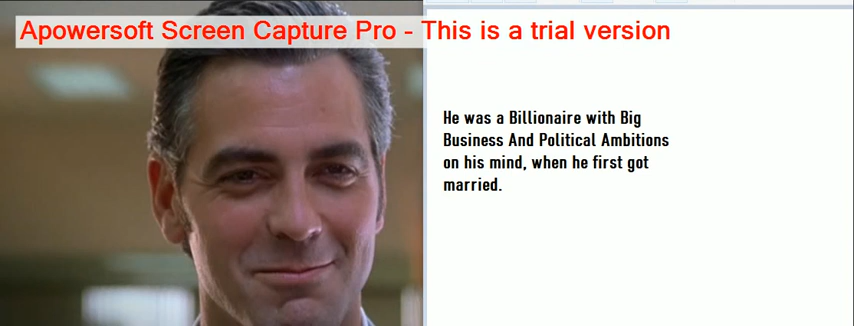 Apowersoft Screen Capture Pro - This is a trial version
He was a Billionaire with Big
Business And Political Ambitions
on his mind, when he first got
married.